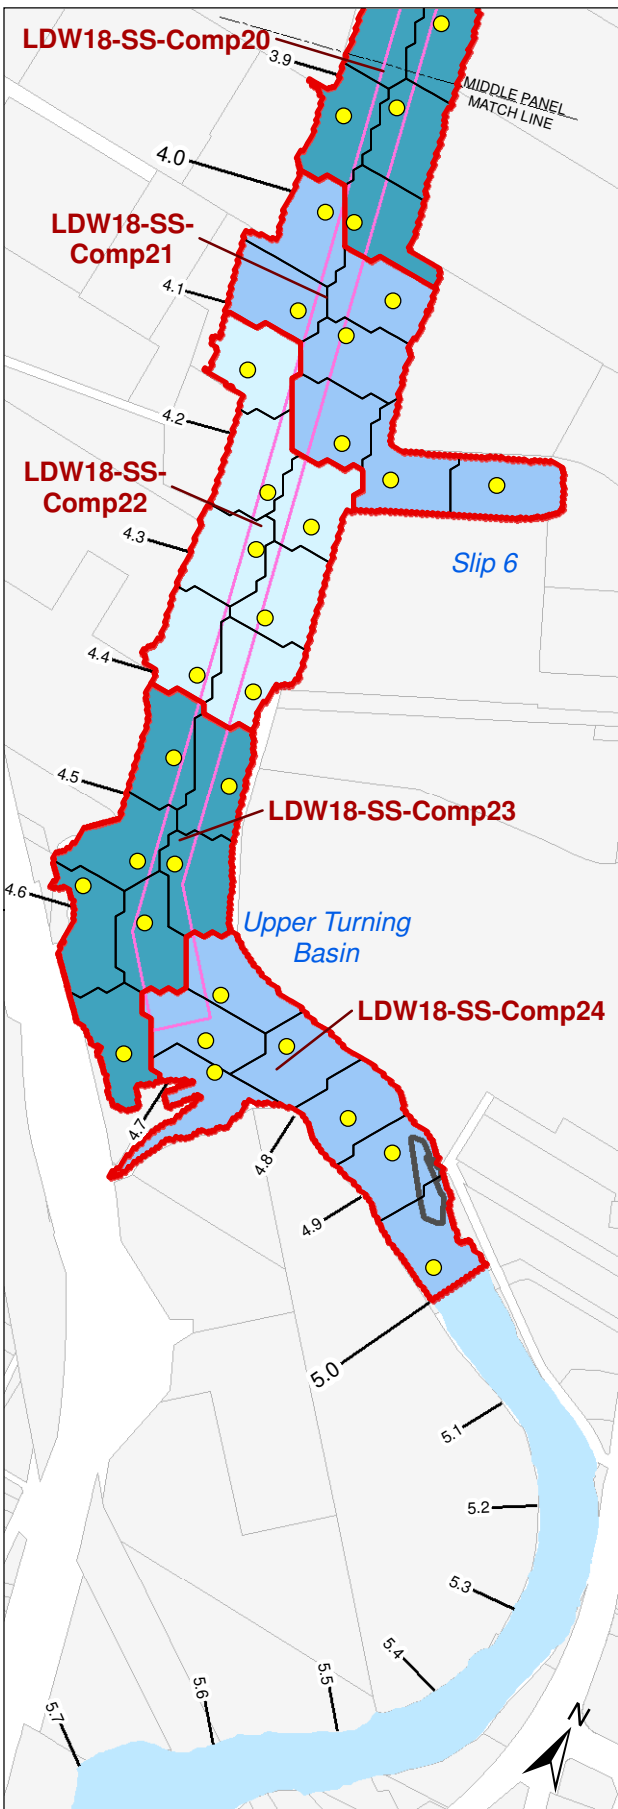 LDW18-SS-Comp20
3.9
MIDDLE PANEL
MATCH LINE
4.0
LDW18-SS-
Comp21
4.1
4.2
LDW18-SS-
Comp22
4.3
Slip 6
4.4
4.5
LDW18-SS-Comp23
4.6
Upper Turning
Basin
LDW18-SS-Comp24
4.7
4.8
4.9
5.0
5.1
5.2
5.3
5.4
5.5
5.6
5.7
N